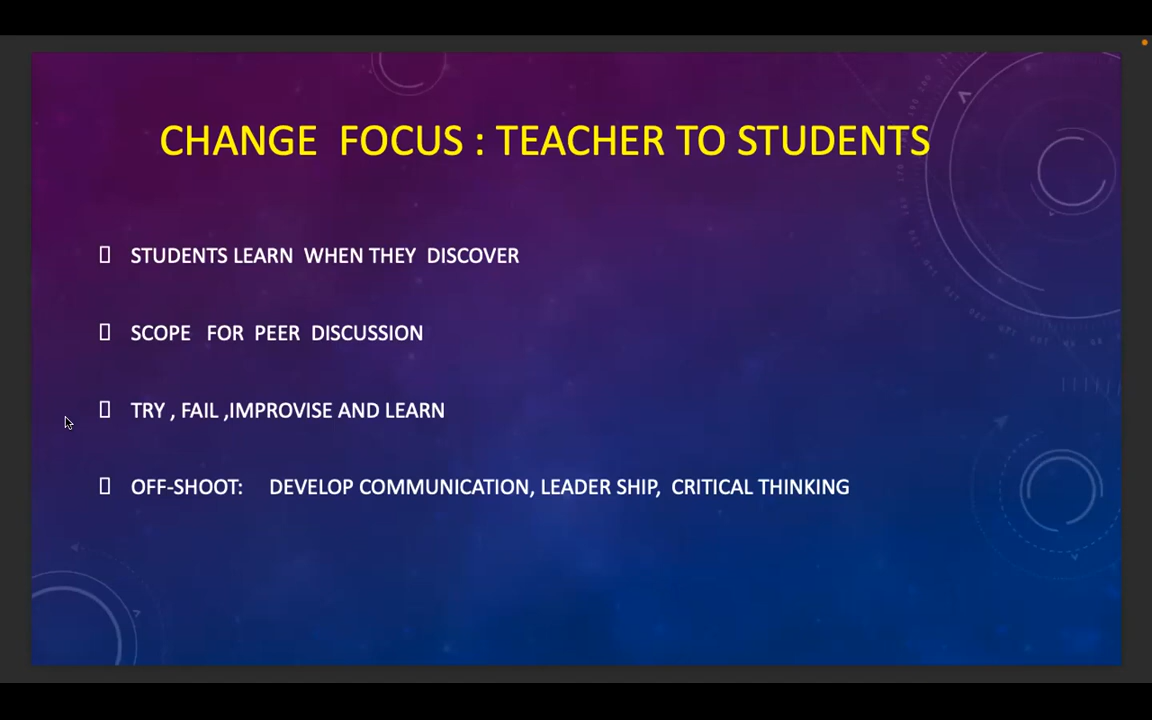 CHANGE FOCUS : TEACHER TO STUDENTS
STUDENTS LEARN WHEN THEY DISCOVER
SCOPE FOR PEER DISCUSSION
TRY , FAIL ,IMPROVISE AND LEARN
OFF-SHOOT: DEVELOP COMMUNICATION, LEADER SHIP, CRITICAL THINKING